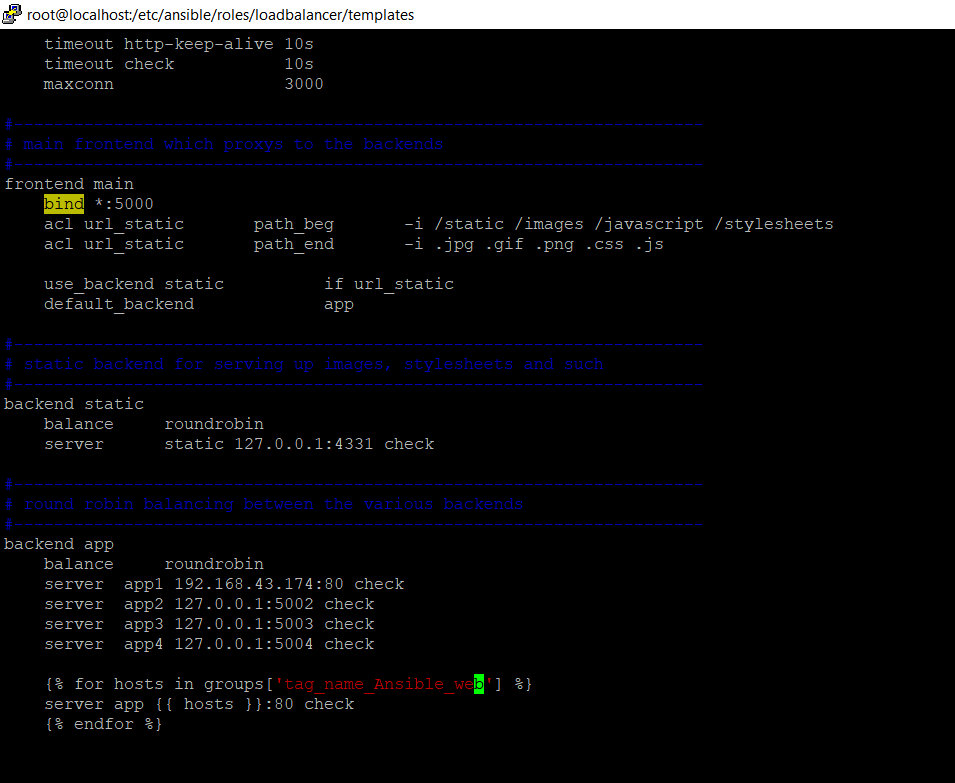 root@localhost:/etc/ansible/roles/loadbalancer/templates
timeout http-keep-alive 10s
timeout check 10s
maxconn 3000
#---------------------------------------------------------------------
# main frontend which proxys to the backends
#---------------------------------------------------------------------
frontend main
bind *:5000
acl url_static path_beg -i /static /images /javascript /stylesheets
acl url_static path_end -i .jpg .gif .png .css .js
use_backend static if url_static
default_backend app
#---------------------------------------------------------------------
# static backend for serving up images, stylesheets and such
#---------------------------------------------------------------------
backend static
balance roundrobin
server static 127.0.0.1:4331 check
#---------------------------------------------------------------------
# round robin balancing between the various backends
#---------------------------------------------------------------------
backend app
balance roundrobin
server app1 192.168.43.174:80 check
server app2 127.0.0.1:5002 check
server app3 127.0.0.1:5003 check
server app4 127.0.0.1:5004 check
{% for hosts in groups['tag_name_Ansible_web'] %}
server app {{ hosts }}:80 check
{% endfor %}